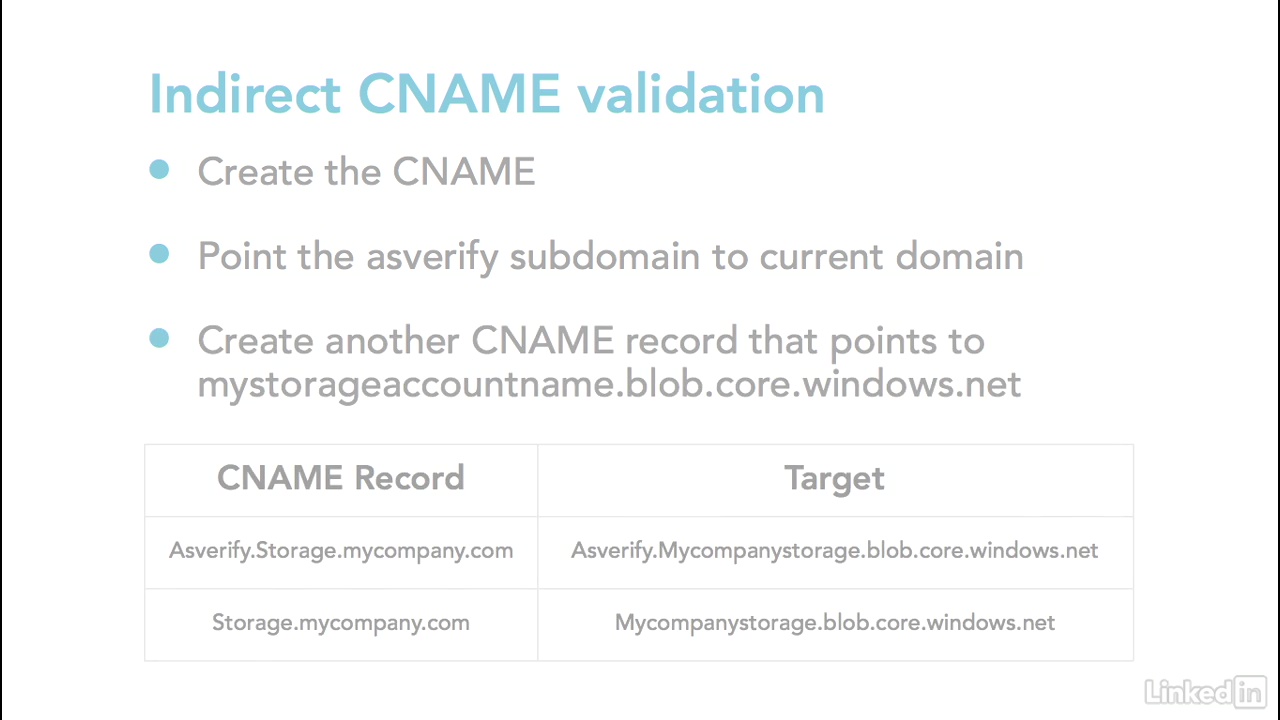 Indirect CNAME validation
Create the CNAME
Point the asverify subdomain to current domain
Create another CNAME record that points to
mystorageaccountname.blob.core.windows.net
CNAME Record
Target
Asverify.Storage.mycompany.com
Asverify.Mycompanystorage.blob.core.windows.net
Storage.mycompany.com
Mycompanystorage.blob.core.windows.net
Linked in